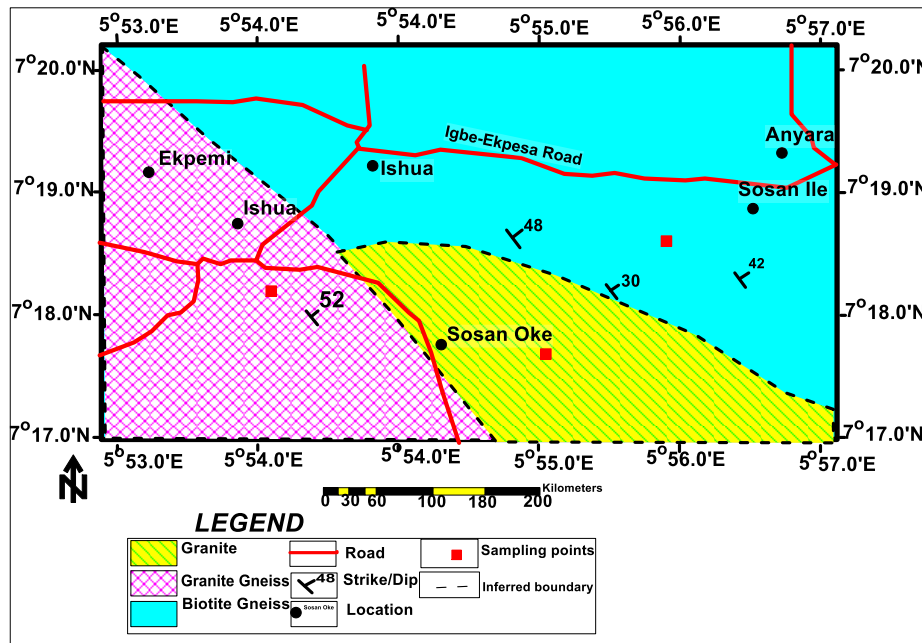 5°53.0'E 5°54.0'E 5°54.0'E 5°55.0'E 5°56.0'E 5°57.0'E
7°20.0'N 7°20.0'N
Igbe-Ekpesa Road
Anyara
Ekpemi
Ishua
7°19.0'N 7°19.0'N
Sosan Ile
Ishua
48
42
30
52
7°18.0'N 7°18.0'N
Sosan Oke
7°17.0'N 7°17.0'N
5°53.0'E 5°54.0'E 5°54.0'E 5°55.0'E 5°56.0'E 5°57.0'E
N
Kilometers
0 30 60 100 180 200
LEGEND
Granite Road Sampling points
Granite Gneiss 48 Strike/Dip Inferred boundary
Biotite Gneiss Sosan Oke Location